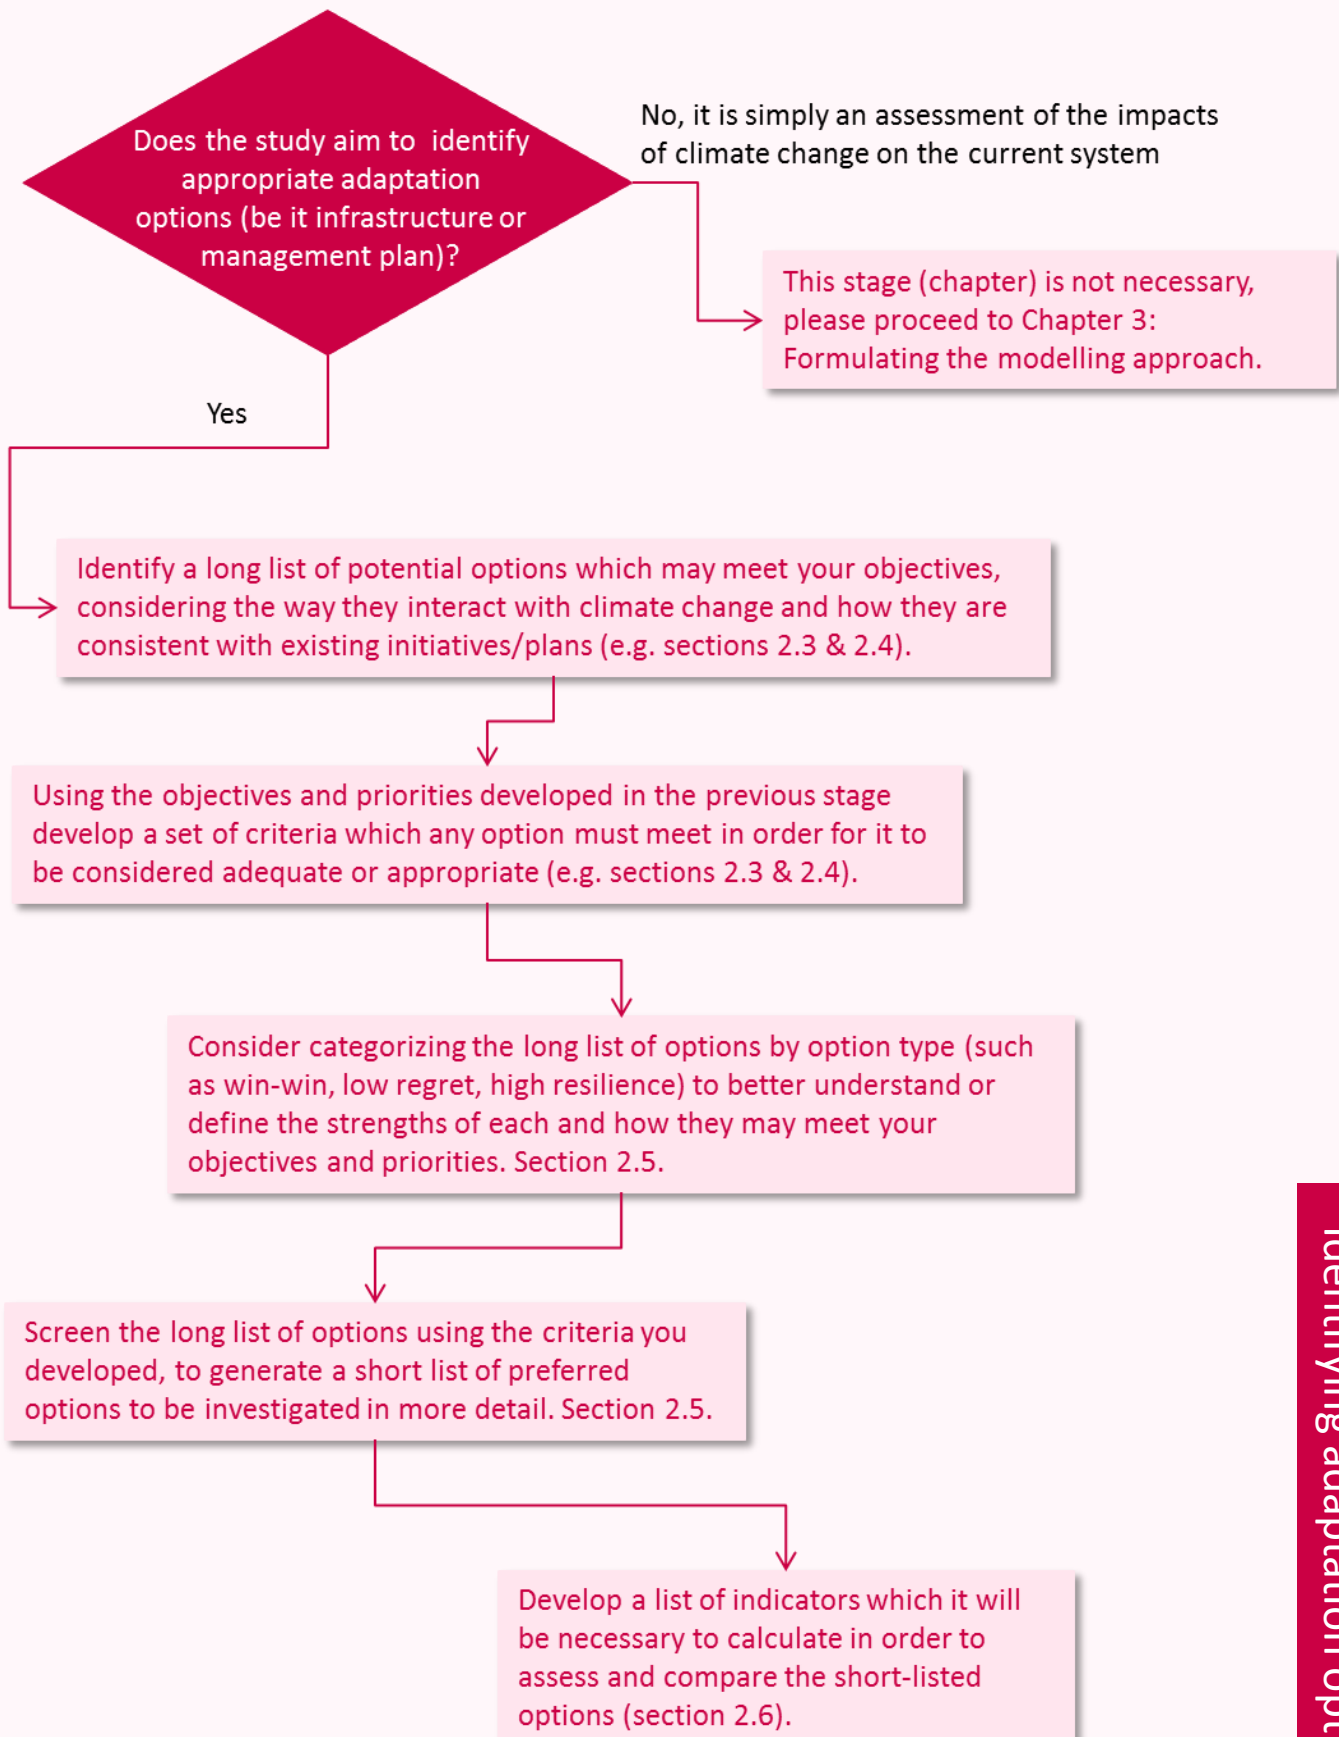 Does the study aim to identify
appropriate adaptation
options (be it infrastructure or
management plan)?
No, it is simply an assessment of the impacts
of climate change on the current system
This stage (chapter) is not necessary,
please proceed to Chapter 3:
Formulating the modelling approach.
Yes
Identify a long list of potential options which may meet your objectives,
considering the way they interact with climate change and how they are
consistent with existing initiatives/plans (e.g. sections 2.3 & 2.4).
Using the objectives and priorities developed in the previous stage
develop a set of criteria which any option must meet in order for it to
be considered adequate or appropriate (e.g. sections 2.3 & 2.4).
Consider categorizing the long list of options by option type (such
as win-win, low regret, high resilience) to better understand or
define the strengths of each and how they may meet your
objectives and priorities. Section 2.5.
Screen the long list of options using the criteria you
developed, to generate a short list of preferred
options to be investigated in more detail. Section 2.5.
Develop a list of indicators which it will
be necessary to calculate in order to
assess and compare the short-listed
options (section 2.6).
Identifying adaptation opt